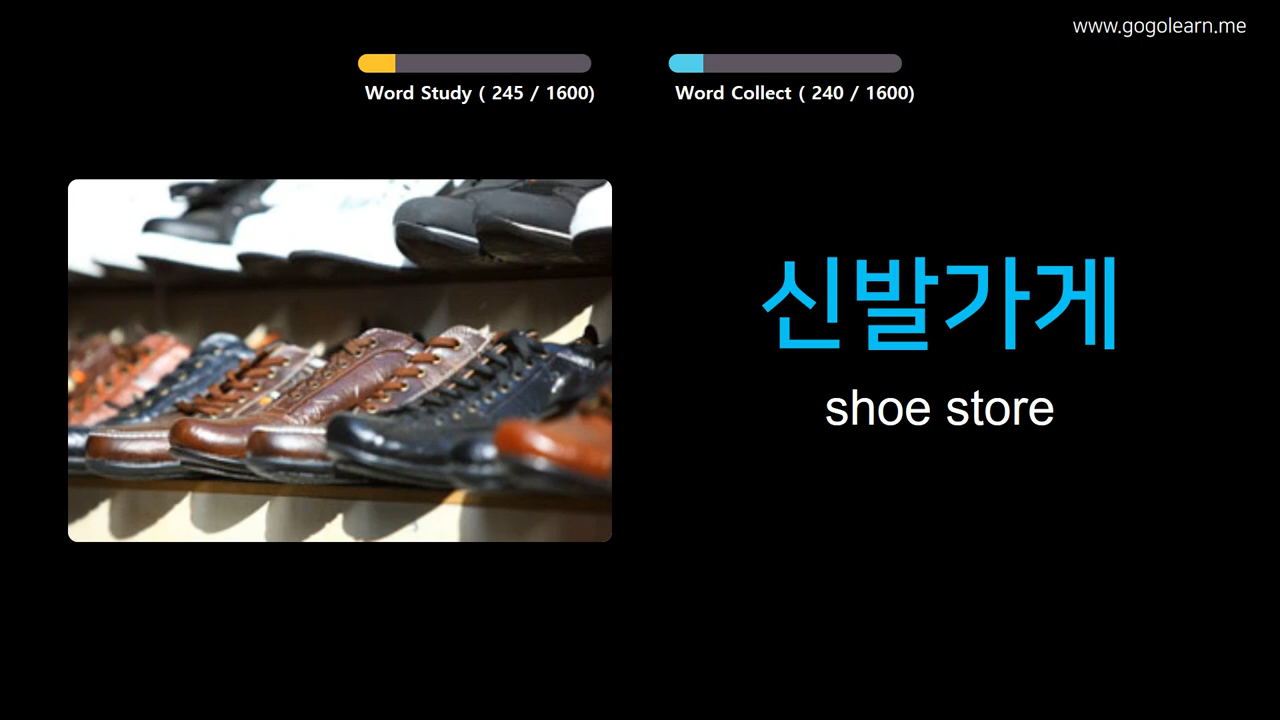 www.gogolearn.me
Word Study ( 245 / 1600)
Word Collect ( 240 / 1600)
신발가게
shoe store